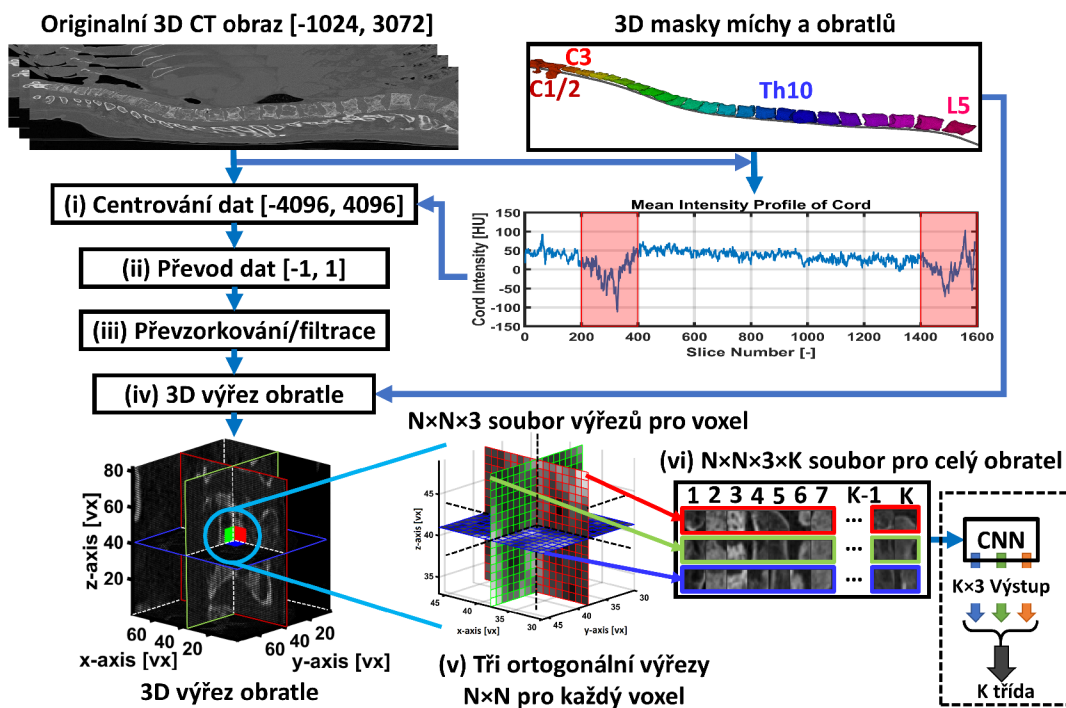 Originalní 3D CT obraz [-1024, 3072]
3D masky míchy a obratlů
C3
C1/2
Th10
L5
(i) Centrování dat [-4096, 4096]
(ii) Převod dat [-1, 1]
(iii) Převzorkování/filtrace
(iv) 3D výřez obratle
Mean Intensity Profile of Cord
Cord Intensity [HU]
150
100
50
0
-50
-100
-150
0 200 400 600 800 1000 1200 1400 1600
Slice Number [-]
80
60
40
20
z-axis [vx]
60 40 20
x-axis [vx]
60 40 20
y-axis [vx]
3D výřez obratle
N×N×3 soubor výřezů pro voxel
45
40
35
z-axis [vx]
45 40 35 30
x-axis [vx]
45 40 35 30
y-axis [vx]
(v) Tři ortogonální výřezy
N×N pro každý voxel
(vi) N×N×3×K soubor pro celý obratel
1 2 3 4 5 6 7 K-1 K
...
...
...
CNN
K×3 Výstup
K třída